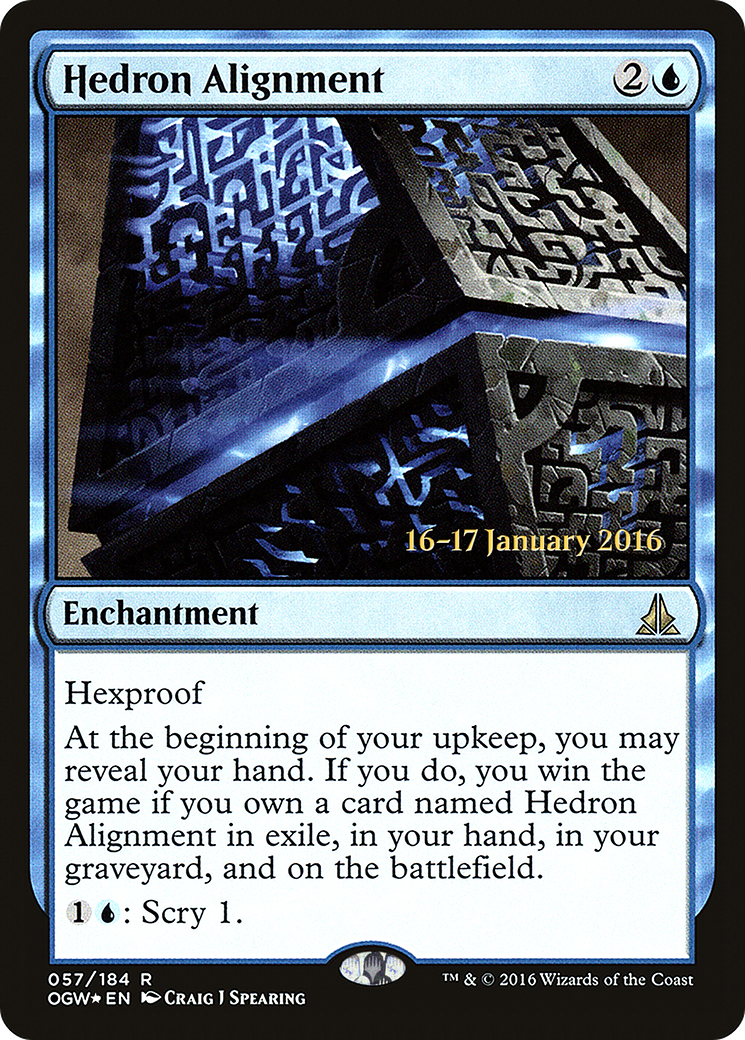 Hedron Alignment 2
16–17 January 2016
Enchantment
Hexproof
At the beginning of your upkeep, you may
reveal your hand. If you do, you win the
game if you own a card named Hedron
Alignment in exile, in your hand, in your
graveyard, and on the battlefield.
1 : Scry 1.
057/184 R
OGW★EN Craig J Spearing
™ & © 2016 Wizards of the Coast